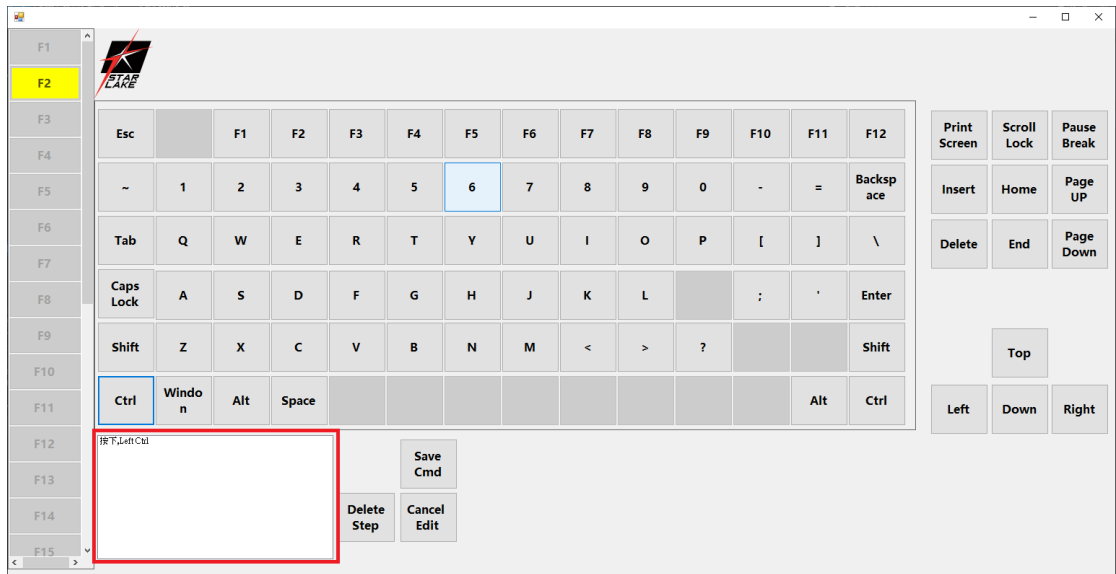 F1
F2
F3
F4
F5
F6
F7
F8
F9
F10
F11
F12
F13
F14
F15
STAR
LAKE
Esc F1 F2 F3 F4 F5 F6 F7 F8 F9 F10 F11 F12
~ 1 2 3 4 5 6 7 8 9 0 - = Backsp
ace
Tab Q W E R T Y U I O P [ ] \
Caps
Lock A S D F G H J K L ; ' Enter
Shift Z X C V B N M < > ? Shift
Ctrl Windo
n Alt Space Alt Ctrl
Print
Screen
Scroll
Lock
Pause
Break
Insert Home Page
UP
Delete End Page
Down
Top
Left Down Right
按下,Left Ctrl
Save
Cmd
Delete
Step
Cancel
Edit